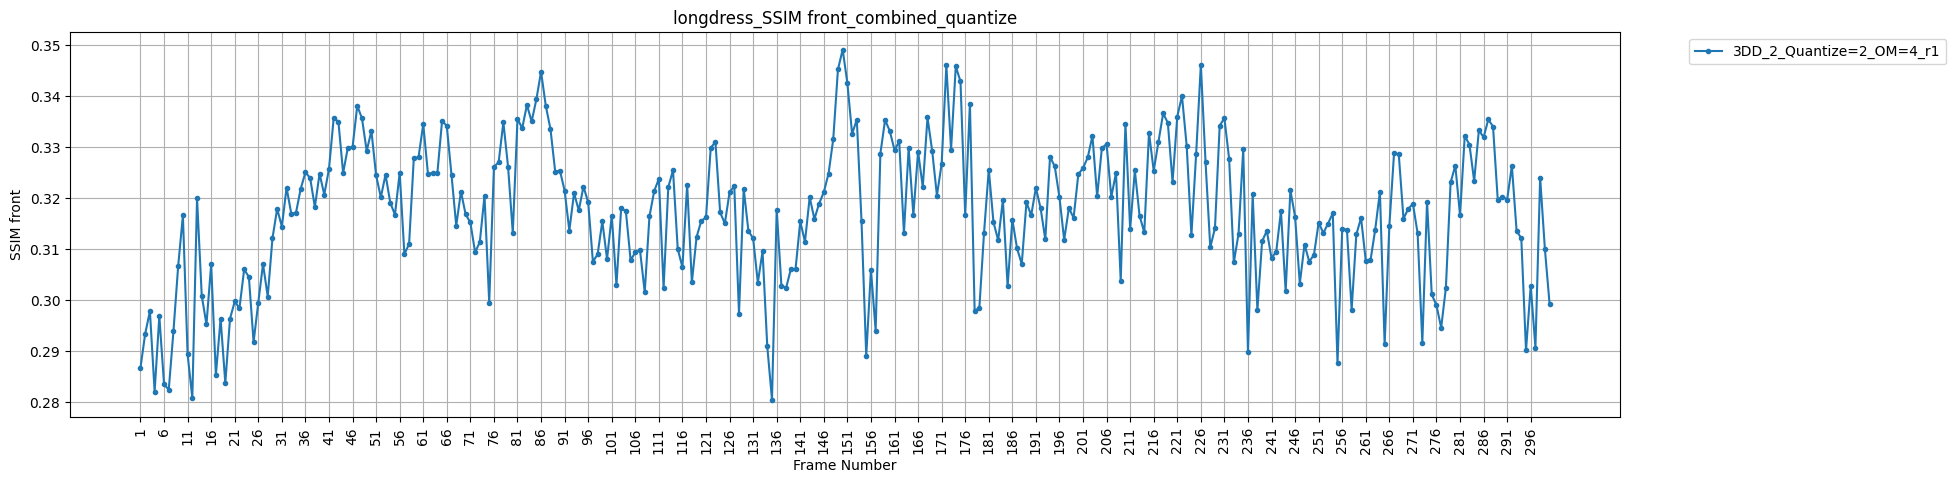 longdress_SSIM front_combined_quantize
3DD_2_Quantize=2_OM=4_r1
SSIM front
0.35
0.34
0.33
0.32
0.31
0.30
0.29
0.28
1 6 11 16 21 26 31 36 41 46 51 56 61 66 71 76 81 86 91 96 101 106 111 116 121 126 131 136 141 146 151 156 161 166 171 176 181 186 191 196 201 206 211 216 221 226 231 236 241 246 251 256 261 266 271 276 281 286 291 296
Frame Number